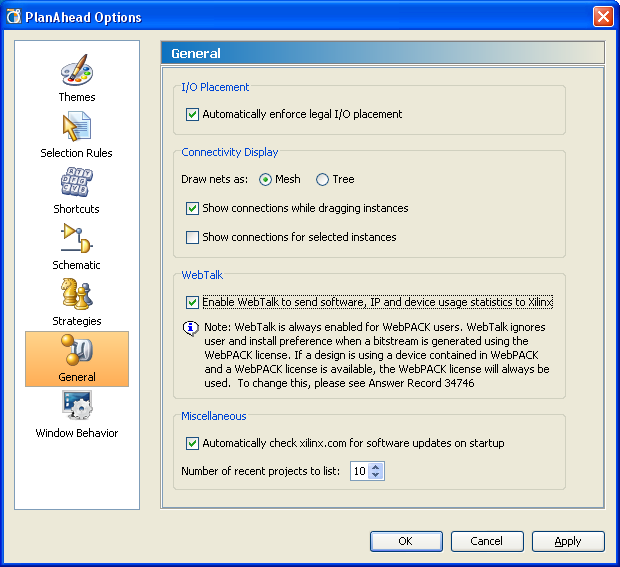 PlanAhead Options
Themes
Selection Rules
Shortcuts
Schematic
Strategies
General
Window Behavior
General
I/O Placement
Automatically enforce legal I/O placement
Connectivity Display
Draw nets as: Mesh Tree
Show connections while dragging instances
Show connections for selected instances
WebTalk
Enable WebTalk to send software, IP and device usage statistics to Xilinx
Note: WebTalk is always enabled for WebPACK users. WebTalk ignores
user and install preference when a bitstream is generated using the
WebPACK license. If a design is using a device contained in WebPACK
and a WebPACK license is available, the WebPACK license will always be
used.  To change this, please see Answer Record 34746
Miscellaneous
Automatically check xilinx.com for software updates on startup
Number of recent projects to list: 10
OK Cancel Apply